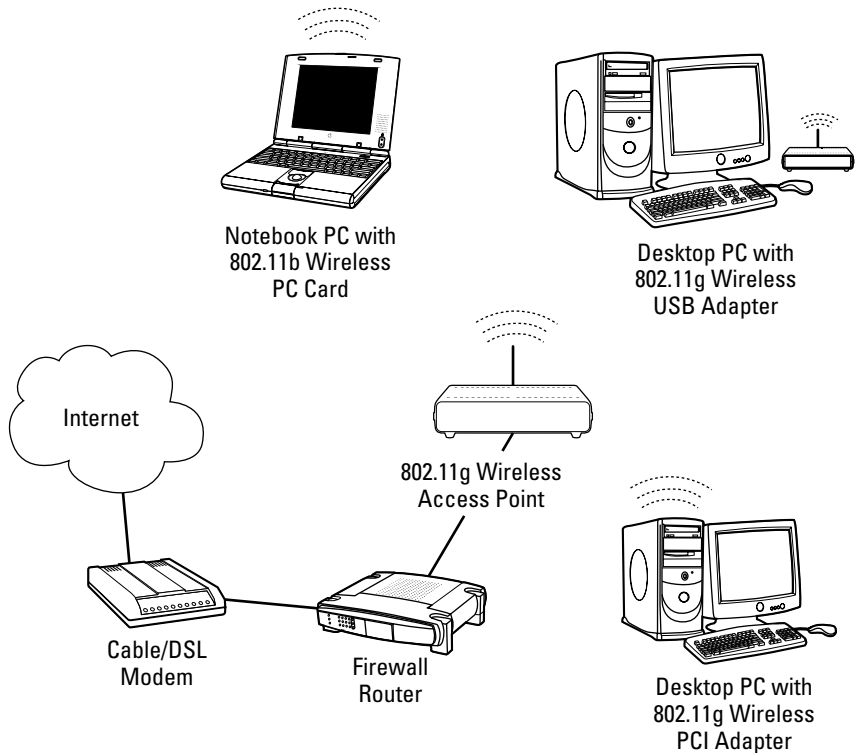 Notebook PC with
802.11b Wireless
PC Card
Desktop PC with
802.11g Wireless
USB Adapter
Internet
802.11g Wireless
Access Point
Cable/DSL
Modem
Firewall
Router
Desktop PC with
802.11g Wireless
PCI Adapter